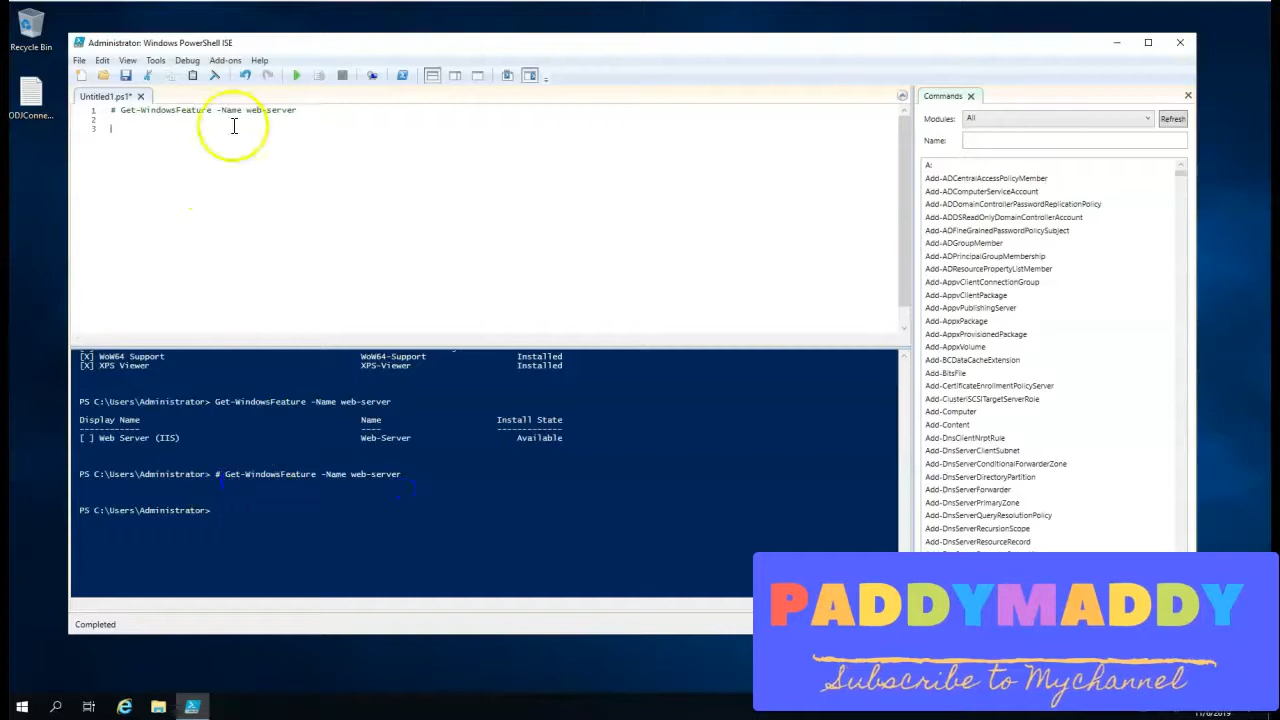 Recycle Bin
ODJConne...
Administrator: Windows PowerShell ISE
File Edit View Tools Debug Add-ons Help
Untitled1.ps1*
1 # Get-WindowsFeature -Name web-server
2
3
[X] WoW64 Support WoW64-Support Installed
[X] XPS Viewer XPS-Viewer Installed
PS C:\Users\Administrator> Get-WindowsFeature -Name web-server
Display Name Name Install State
[ ] Web Server (IIS) Web-Server Available
PS C:\Users\Administrator> # Get-WindowsFeature -Name web-server
PS C:\Users\Administrator>
Completed
Commands
Modules: All Refresh
Name:
A:
Add-ADCentralAccessPolicyMember
Add-ADComputerServiceAccount
Add-ADDomainControllerPasswordReplicationPolicy
Add-ADDSReadOnlyDomainControllerAccount
Add-ADFineGrainedPasswordPolicySubject
Add-ADGroupMember
Add-ADPrincipalGroupMembership
Add-ADResourcePropertyListMember
Add-AppvClientConnectionGroup
Add-AppvClientPackage
Add-AppvPublishingServer
Add-AppxPackage
Add-AppxProvisionedPackage
Add-AppxVolume
Add-BCDataCacheExtension
Add-BitsFile
Add-CertificateEnrollmentPolicyServer
Add-ClusteriSCSITargetServerRole
Add-Computer
Add-Content
Add-DnsClientNrptRule
Add-DnsServerClientSubnet
Add-DnsServerConditionalForwarderZone
Add-DnsServerDirectoryPartition
Add-DnsServerForwarder
Add-DnsServerPrimaryZone
Add-DnsServerQueryResolutionPolicy
Add-DnsServerRecursionScope
Add-DnsServerResourceRecord
PADDYMADDY
Subscribe to Mychannel